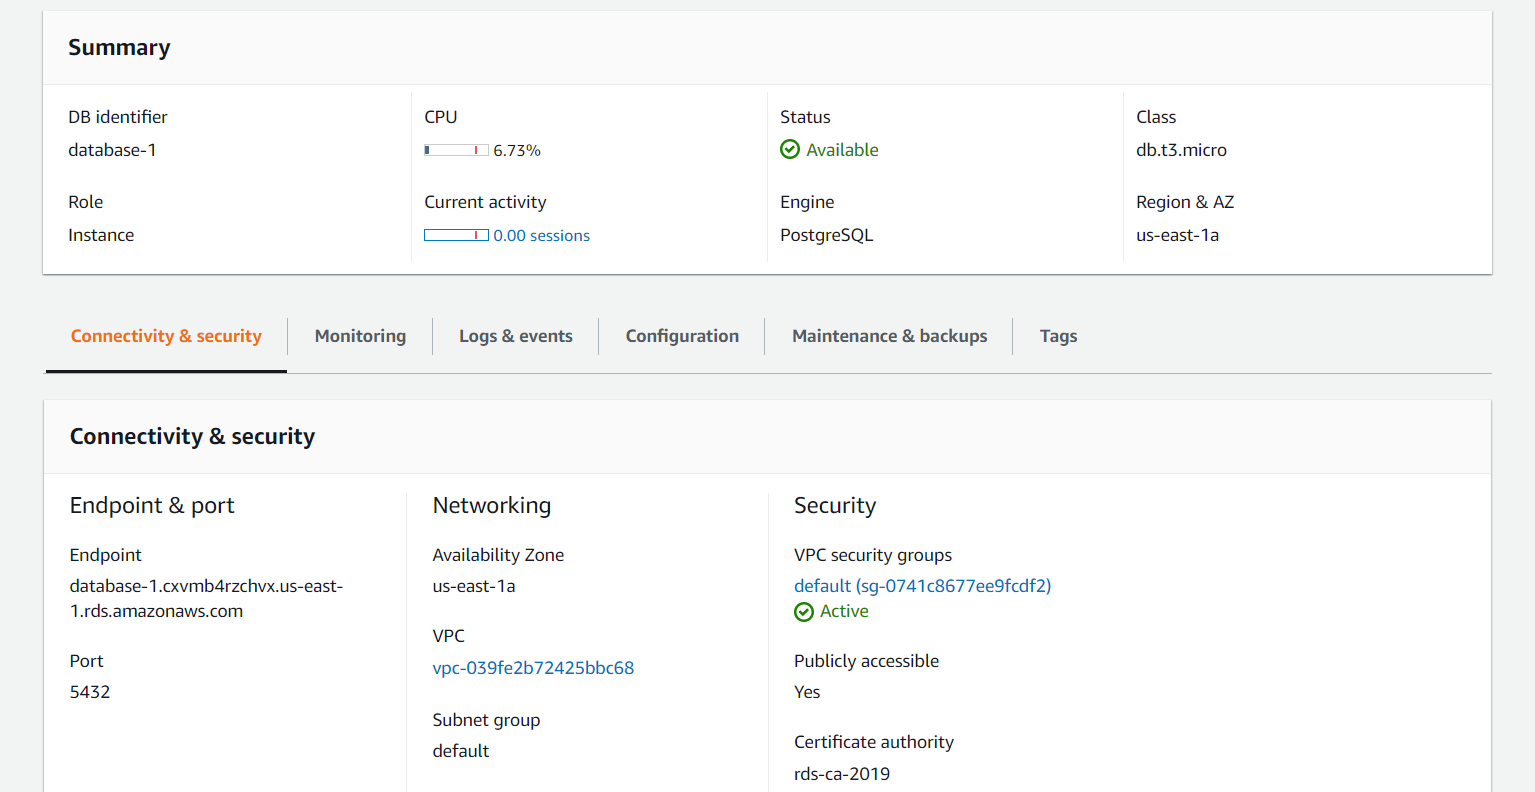 Summary
DB identifier
database-1
CPU
6.73%
Status
Available
Class
db.t3.micro
Role
Instance
Current activity
0.00 sessions
Engine
PostgreSQL
Region & AZ
us-east-1a
Connectivity & security
Monitoring
Logs & events
Configuration
Maintenance & backups
Tags
Connectivity & security
Endpoint & port
Endpoint
database-1.cxvmb4rzchvx.us-east-
1.rds.amazonaws.com
Port
5432
Networking
Availability Zone
us-east-1a
VPC
vpc-039fe2b72425bbc68
Subnet group
default
Security
VPC security groups
default (sg-0741c8677ee9fcdf2)
Active
Publicly accessible
Yes
Certificate authority
rds-ca-2019